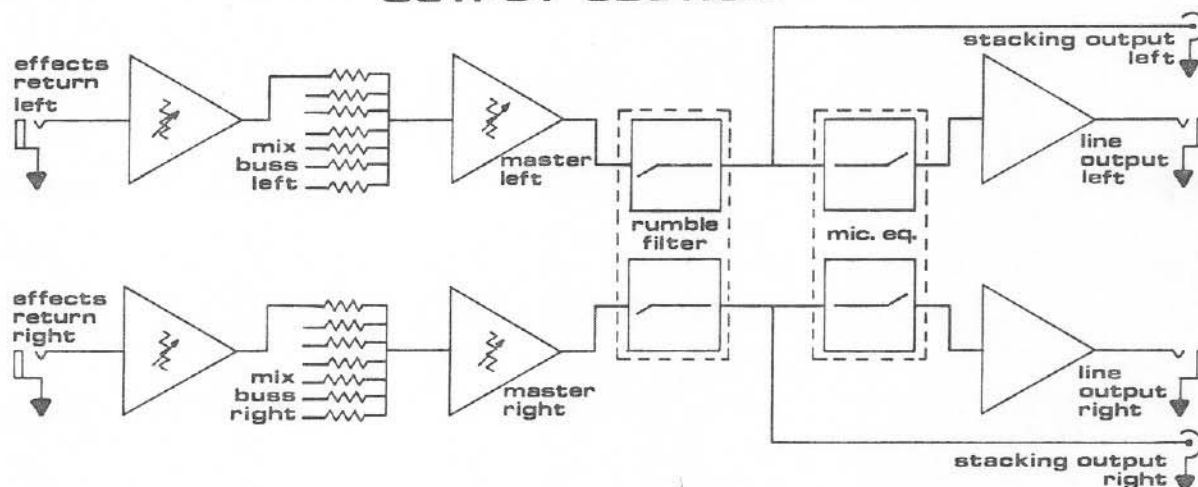 effects
return
left
mix
buss
left
master
left
rumble
filter
mic. eq.
stacking output
left
line
output
left
effects
return
right
mix
buss
right
master
right
line
output
right
stacking output
right